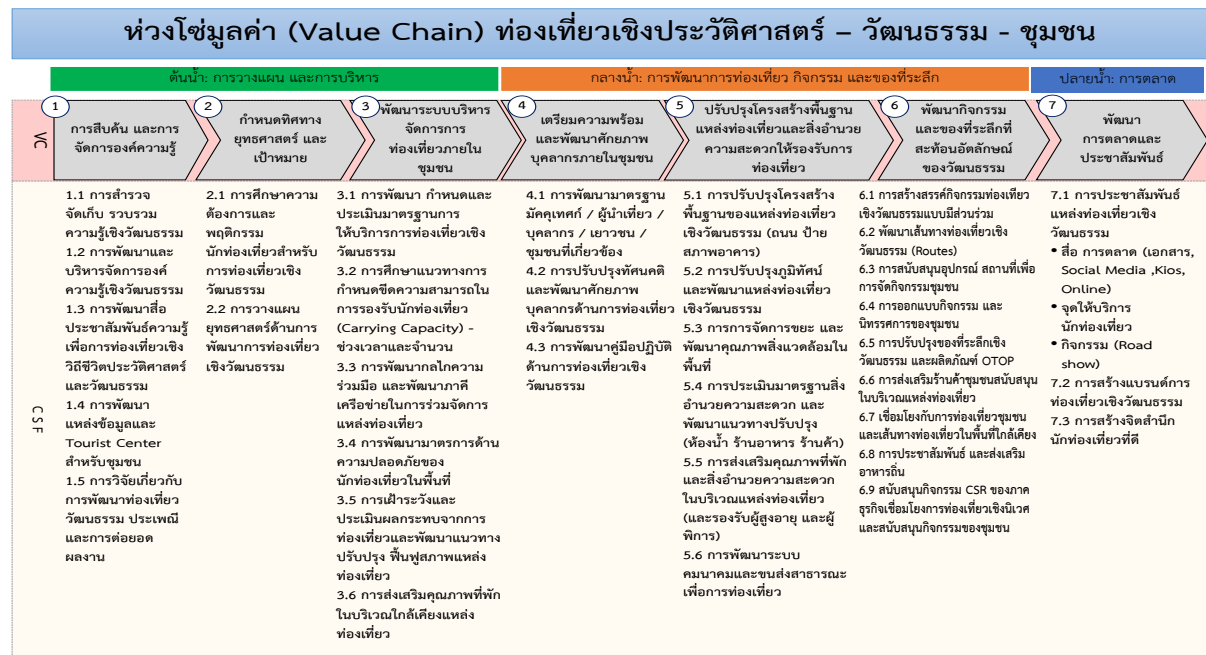 ห่วงโซ่มูลค่า (Value Chain) ท่องเที่ยวเชิงประวัติศาสตร์ – วัฒนธรรม - ชุมชน
ต้นน้ำ: การวางแผน และการบริหาร
กลางน้ำ: การพัฒนาการท่องเที่ยว กิจกรรม และของที่ระลึก
ปลายน้ำ: การตลาด
VC
1
การสืบค้น และการ
จัดการองค์ความรู้
2
กำหนดทิศทาง
ยุทธศาสตร์ และ
เป้าหมาย
3
พัฒนาระบบบริหาร
จัดการการ
ท่องเที่ยวภายใน
ชุมชน
4
เตรียมความพร้อม
และพัฒนาศักยภาพ
บุคลากรภายในชุมชน
5
ปรับปรุงโครงสร้างพื้นฐาน
แหล่งท่องเที่ยวและสิ่งอำนวย
ความสะดวกให้รองรับการ
ท่องเที่ยว
6
พัฒนากิจกรรม
และของที่ระลึกที่
สะท้อนอัตลักษณ์
ของวัฒนธรรม
7
พัฒนา
การตลาดและ
ประชาสัมพันธ์
CSF
1.1 การสำรวจ
จัดเก็บ รวบรวม
ความรู้เชิงวัฒนธรรม
1.2 การพัฒนาและ
บริหารจัดการองค์
ความรู้เชิงวัฒนธรรม
1.3 การพัฒนาสื่อ
ประชาสัมพันธ์ความรู้
เพื่อการท่องเที่ยวเชิง
วิถีชีวิตประวัติศาสตร์
และวัฒนธรรม
1.4 การพัฒนา
แหล่งข้อมูลและ
Tourist Center
สำหรับชุมชน
1.5 การวิจัยเกี่ยวกับ
การพัฒนาท่องเที่ยว
วัฒนธรรม ประเพณี
และการต่อยอด
ผลงาน
2.1 การศึกษาความ
ต้องการและ
พฤติกรรม
นักท่องเที่ยวสำหรับ
การท่องเที่ยวเชิง
วัฒนธรรม
2.2 การวางแผน
ยุทธศาสตร์ด้านการ
พัฒนาการท่องเที่ยว
เชิงวัฒนธรรม
3.1 การพัฒนา กำหนดและ
ประเมินมาตรฐานการ
ให้บริการการท่องเที่ยวเชิง
วัฒนธรรม
3.2 การศึกษาแนวทางการ
กำหนดขีดความสามารถใน
การรองรับนักท่องเที่ยว
(Carrying Capacity) -
ช่วงเวลาและจำนวน
3.3 การพัฒนากลไกความ
ร่วมมือ และพัฒนาภาคี
เครือข่ายในการร่วมจัดการ
แหล่งท่องเที่ยว
3.4 การพัฒนามาตรการด้าน
ความปลอดภัยของ
นักท่องเที่ยวในพื้นที่
3.5 การเฝ้าระวังและ
ประเมินผลกระทบจากการ
ท่องเที่ยวและพัฒนาแนวทาง
ปรับปรุง ฟื้นฟูสภาพแหล่ง
ท่องเที่ยว
3.6 การส่งเสริมคุณภาพที่พัก
ในบริเวณใกล้เคียงแหล่ง
ท่องเที่ยว
4.1 การพัฒนามาตรฐาน
มัคคุเทศก์ / ผู้นำเที่ยว /
บุคลากร / เยาวชน /
ชุมชนที่เกี่ยวข้อง
4.2 การปรับปรุงทัศนคติ
และพัฒนาศักยภาพ
บุคลากรด้านการท่องเที่ยว
เชิงวัฒนธรรม
4.3 การพัฒนาคู่มือปฏิบัติ
ด้านการท่องเที่ยวเชิง
วัฒนธรรม
5.1 การปรับปรุงโครงสร้าง
พื้นฐานของแหล่งท่องเที่ยว
เชิงวัฒนธรรม (ถนน ป้าย
สภาพอาคาร)
5.2 การปรับปรุงภูมิทัศน์
และพัฒนาแหล่งท่องเที่ยว
เชิงวัฒนธรรม
5.3 การการจัดการขยะ และ
พัฒนาคุณภาพสิ่งแวดล้อมใน
พื้นที่
5.4 การประเมินมาตรฐานสิ่ง
อำนวยความสะดวก และ
พัฒนาแนวทางปรับปรุง
(ห้องน้ำ ร้านอาหาร ร้านค้า)
5.5 การส่งเสริมคุณภาพที่พัก
และสิ่งอำนวยความสะดวก
ในบริเวณแหล่งท่องเที่ยว
(และรองรับผู้สูงอายุ และผู้
พิการ)
5.6 การพัฒนาระบบ
คมนาคมและขนส่งสาธารณะ
เพื่อการท่องเที่ยว
6.1 การสร้างสรรค์กิจกรรมท่องเที่ยว
เชิงวัฒนธรรมแบบมีส่วนร่วม
6.2 พัฒนาเส้นทางท่องเที่ยวเชิง
วัฒนธรรม (Routes)
6.3 การสนับสนุนอุปกรณ์ สถานที่เพื่อ
การจัดกิจกรรมชุมชน
6.4 การออกแบบกิจกรรม และ
นิทรรศการของชุมชน
6.5 การปรับปรุงของที่ระลึกเชิง
วัฒนธรรม และผลิตภัณฑ์ OTOP
6.6 การส่งเสริมร้านค้าชุมชนสนับสนุน
ในบริเวณแหล่งท่องเที่ยว
6.7 เชื่อมโยงกับการท่องเที่ยวชุมชน
และเส้นทางท่องเที่ยวในพื้นที่ใกล้เคียง
6.8 การประชาสัมพันธ์ และส่งเสริม
อาหารถิ่น
6.9 สนับสนุนกิจกรรม CSR ของภาค
ธุรกิจเชื่อมโยงการท่องเที่ยวเชิงนิเวศ
และสนับสนุนกิจกรรมของชุมชน
7.1 การประชาสัมพันธ์
แหล่งท่องเที่ยวเชิง
วัฒนธรรม
• สื่อ การตลาด (เอกสาร,
Social Media ,Kios,
Online)
• จุดให้บริการ
นักท่องเที่ยว
• กิจกรรม (Road
show)
7.2 การสร้างแบรนด์การ
ท่องเที่ยวเชิงวัฒนธรรม
7.3 การสร้างจิตสำนึก
นักท่องเที่ยวที่ดี